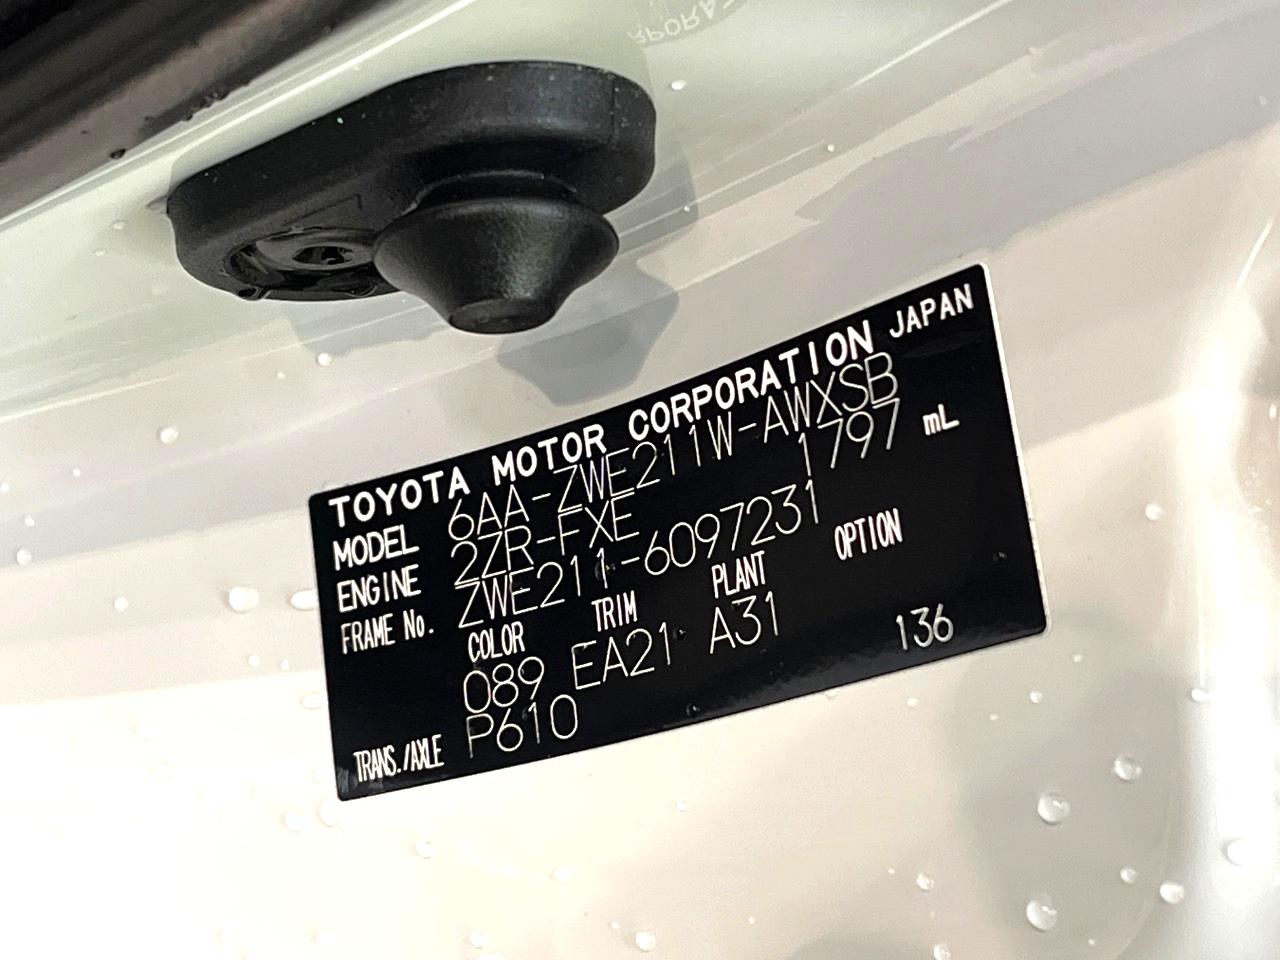 TOYOTA MOTOR CORPORATION JAPAN
MODEL 6AA-ZWE211W-AWXSB
ENGINE 2ZR-FXE 1797 mL
FRAME No. ZWE211-6097231
COLOR TRIM PLANT OPTION
089 EA21 A31
TRANS./AXLE P610 136